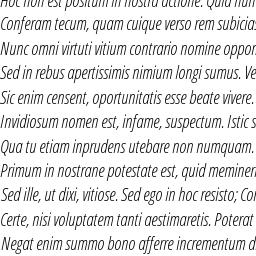 Hoc non est positum in nostra actione. Quid nun
Conferam tecum, quam cuique verso rem subicias
Nunc omni virtuti vitium contrario nomine oppon
Sed in rebus apertissimis nimium longi sumus. Ve
Sic enim censent, oportunitatis esse beate vivere.
Invidiosum nomen est, infame, suspectum. Istic s
Qua tu etiam inprudens utebare non numquam.
Primum in nostrane potestate est, quid meminer
Sed ille, ut dixi, vitiose. Sed ego in hoc resisto; Cor
Certe, nisi voluptatem tanti aestimaretis. Poterat
Negat enim summo bono afferre incrementum d